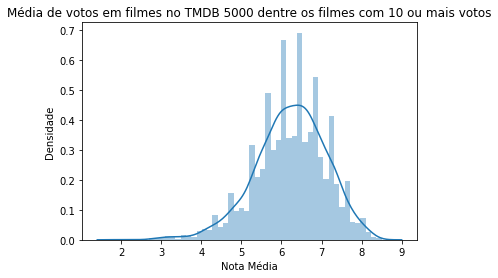 Média de votos em filmes no TMDB 5000 dentre os filmes com 10 ou mais votos
0.7
0.6
0.5
0.4
0.3
0.2
0.1
0.0
Densidade
2 3 4 5 6 7 8 9
Nota Média